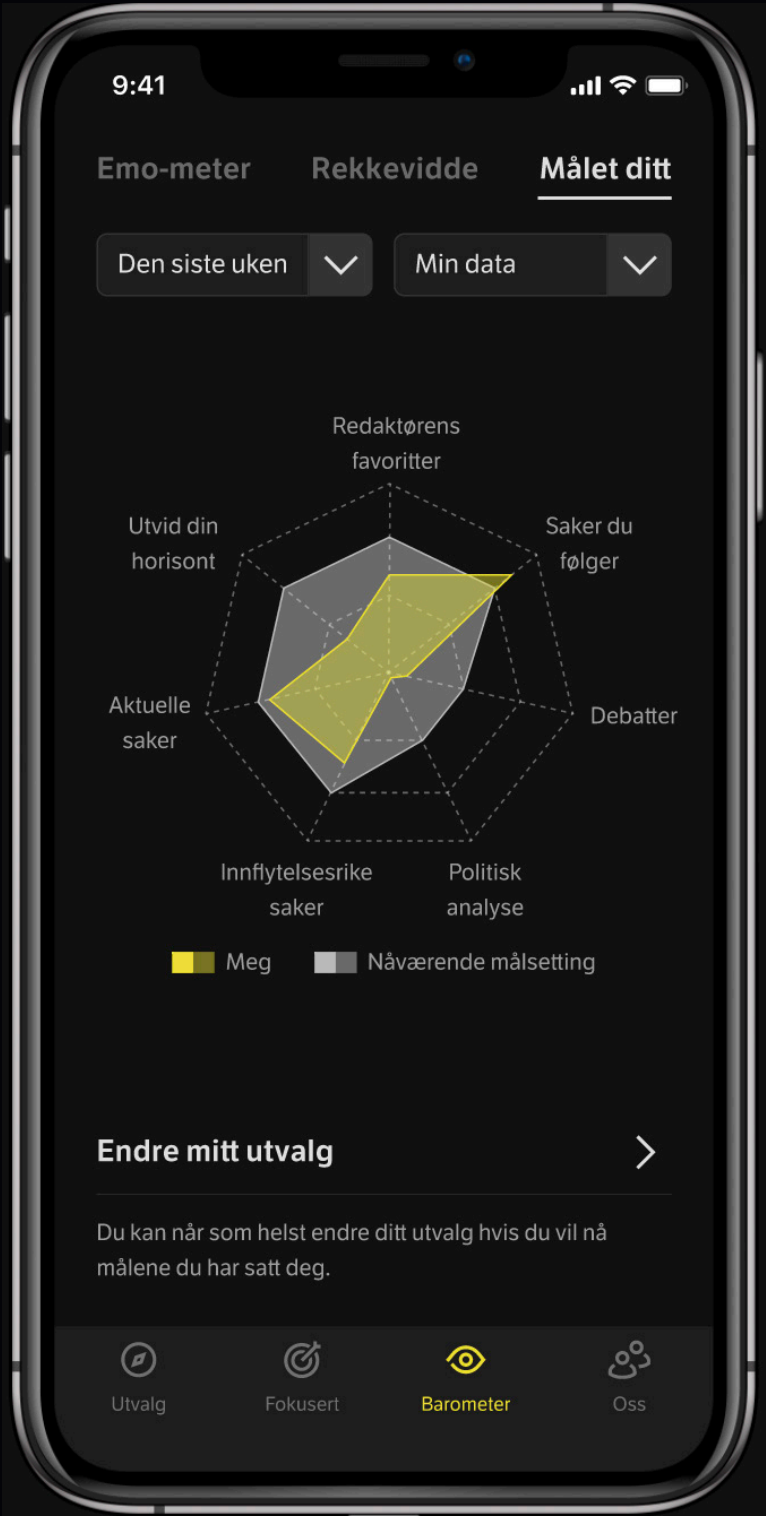 9:41
Emo-meter Rekkevidde Målet ditt
Den siste uken Min data
Redaktørens
favoritter
Utvid din
horisont
Saker du
følger
Aktuelle
saker
Debatter
Innflytelsesrike
saker
Politisk
analyse
Meg Nåværende målsetting
Endre mitt utvalg
Du kan når som helst endre ditt utvalg hvis du vil nå
målene du har satt deg.
Utvalg Fokusert Barometer Oss